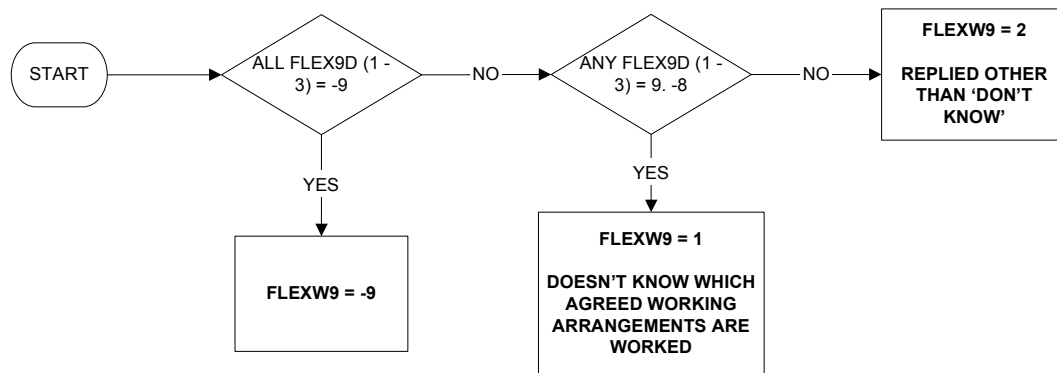 START
ALL FLEX9D (1 -
3) = -9
NO
ANY FLEX9D (1 -
3) = 9. -8
NO
FLEXW9 = 2
REPLIED OTHER
THAN ‘DON’T
KNOW’
YES
YES
FLEXW9 = -9
FLEXW9 = 1
DOESN’T KNOW WHICH
AGREED WORKING
ARRANGEMENTS ARE
WORKED